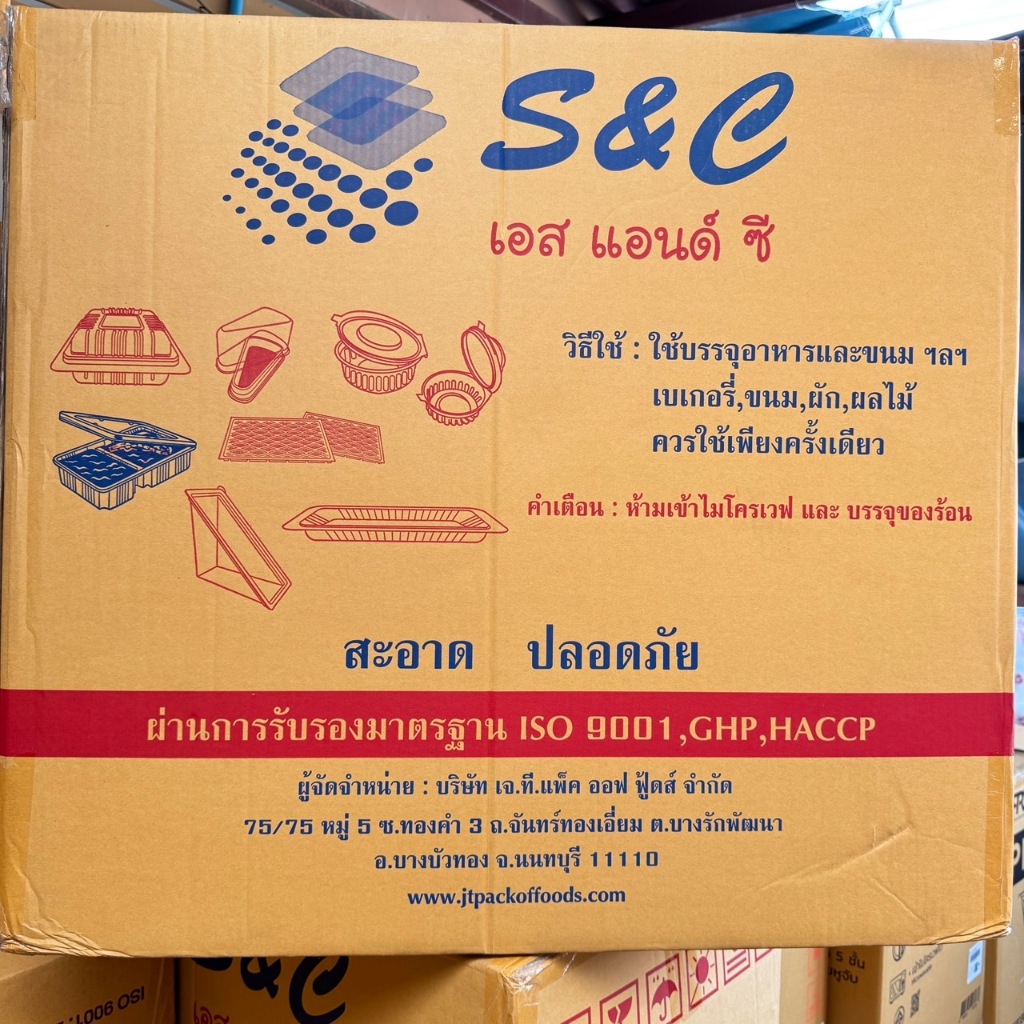 S&C
เอส แอนด์ ซี
วิธีใช้ : ใช้บรรจุอาหารและขนม ฯลฯ
เบเกอรี่,ขนม,ผัก,ผลไม้
ควรใช้เพียงครั้งเดียว
คำเตือน : ห้ามเข้าไมโครเวฟ และ บรรจุของร้อน
สะอาด ปลอดภัย
ผ่านการรับรองมาตรฐาน ISO 9001,GHP,HACCP
ผู้จัดจำหน่าย : บริษัท เจ.ที.แพ็ค ออฟ ฟู้ดส์ จำกัด
75/75 หมู่ 5 ซ.ทองคำ 3 ถ.จันทร์ทองเอี่ยม ต.บางรักพัฒนา
อ.บางบัวทอง จ.นนทบุรี 11110
www.jtpackoffoods.com
S&C
5 ชั้น